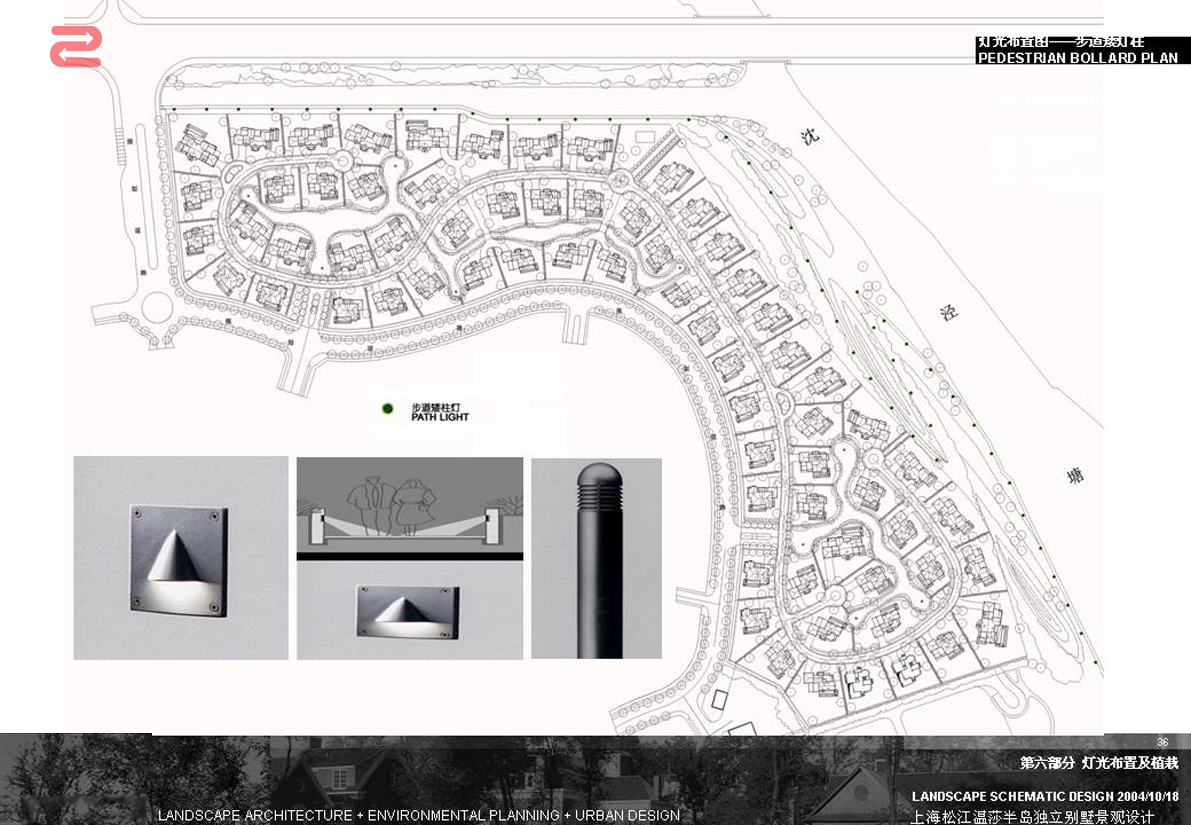 灯光布置图——步道矮灯柱
PEDESTRIAN BOLLARD PLAN
沈
泾
塘
步道矮柱灯
PATH LIGHT
36
第六部分 灯光布置及植栽
LANDSCAPE SCHEMATIC DESIGN 2004/10/18
LANDSCAPE ARCHITECTURE + ENVIRONMENTAL PLANNING + URBAN DESIGN
上海松江温莎半岛独立别墅景观设计